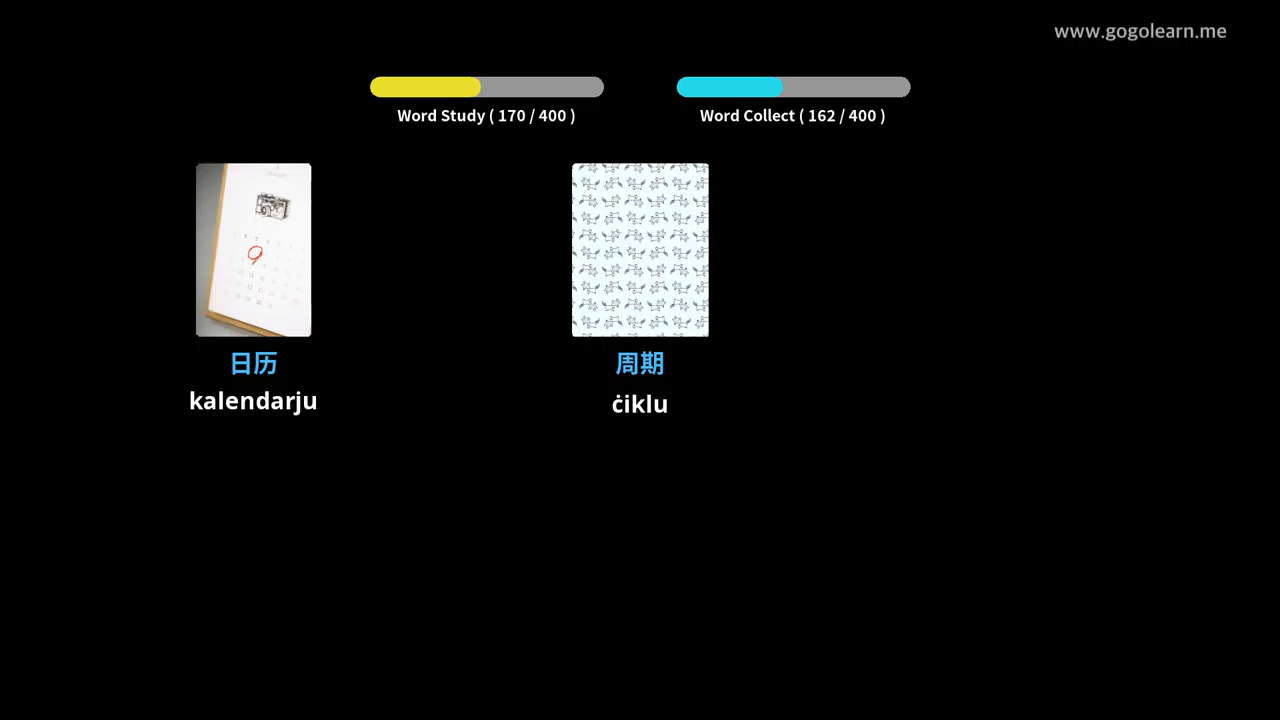 www.gogolearn.me
Word Study ( 170 / 400 )
Word Collect ( 162 / 400 )
日历
周期
kalendarju
ċiklu